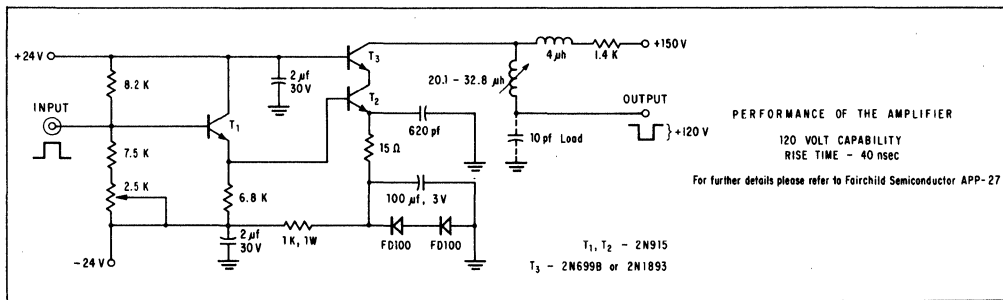 +24V
8.2 K
INPUT
7.5 K
2.5 K
-24V
T1
6.8 K
2 μf
30V
2 μf
30V
1K, 1W
T3
T2
620 pf
15 Ω
100 μf, 3V
FD100
FD100
4 μh
1.4 K
+150V
20.1 – 32.8 μh
OUTPUT
+120 V
10 pf Load
T1, T2 – 2N915
T3 – 2N699B or 2N1893
PERFORMANCE OF THE AMPLIFIER
120 VOLT CAPABILITY
RISE TIME – 40 nsec
For further details please refer to Fairchild Semiconductor APP-27